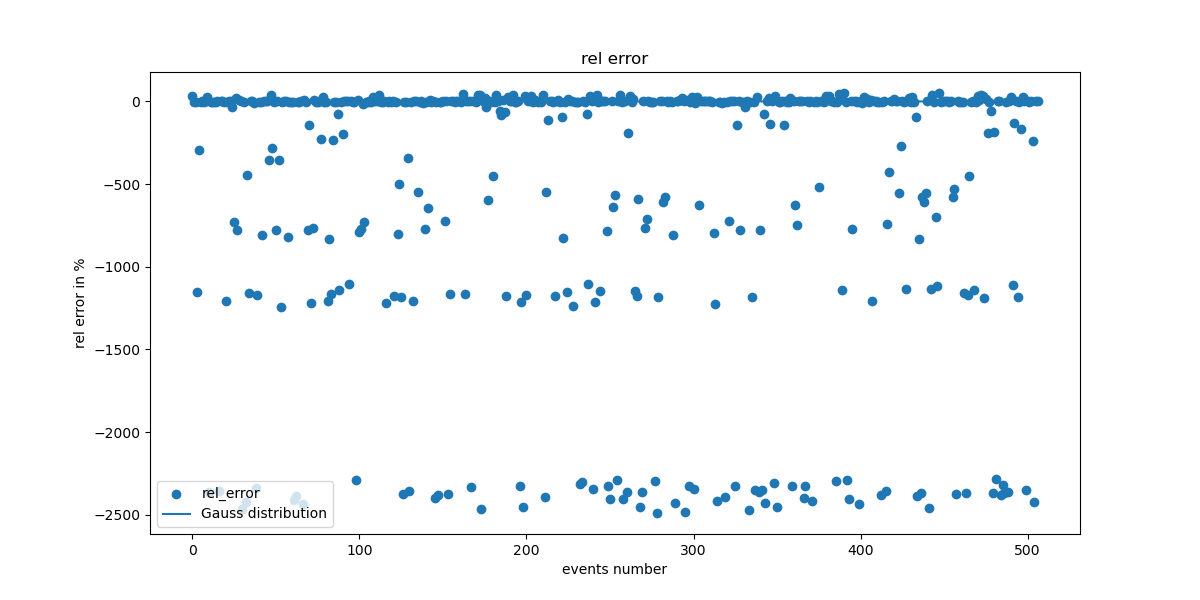 rel error
0
−500
−1000
−1500
−2000
−2500
rel error in %
rel_error
Gauss distribution
0 100 200 300 400 500
events number